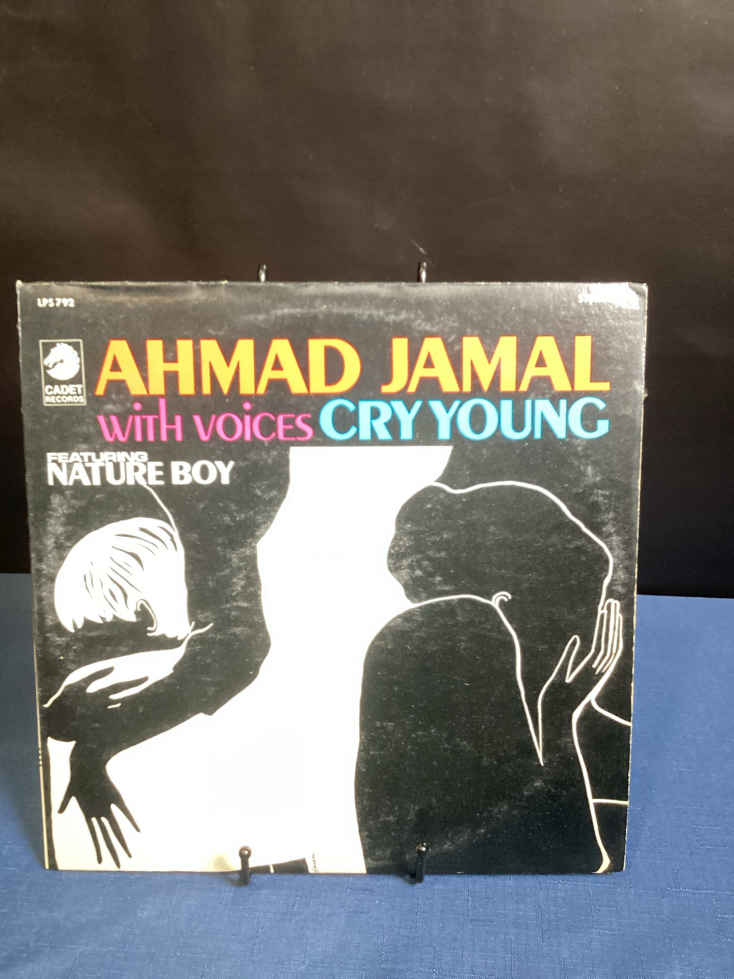 LPS 792
CADET
RECORDS
AHMAD JAMAL
with voices CRY YOUNG
FEATURING
NATURE BOY